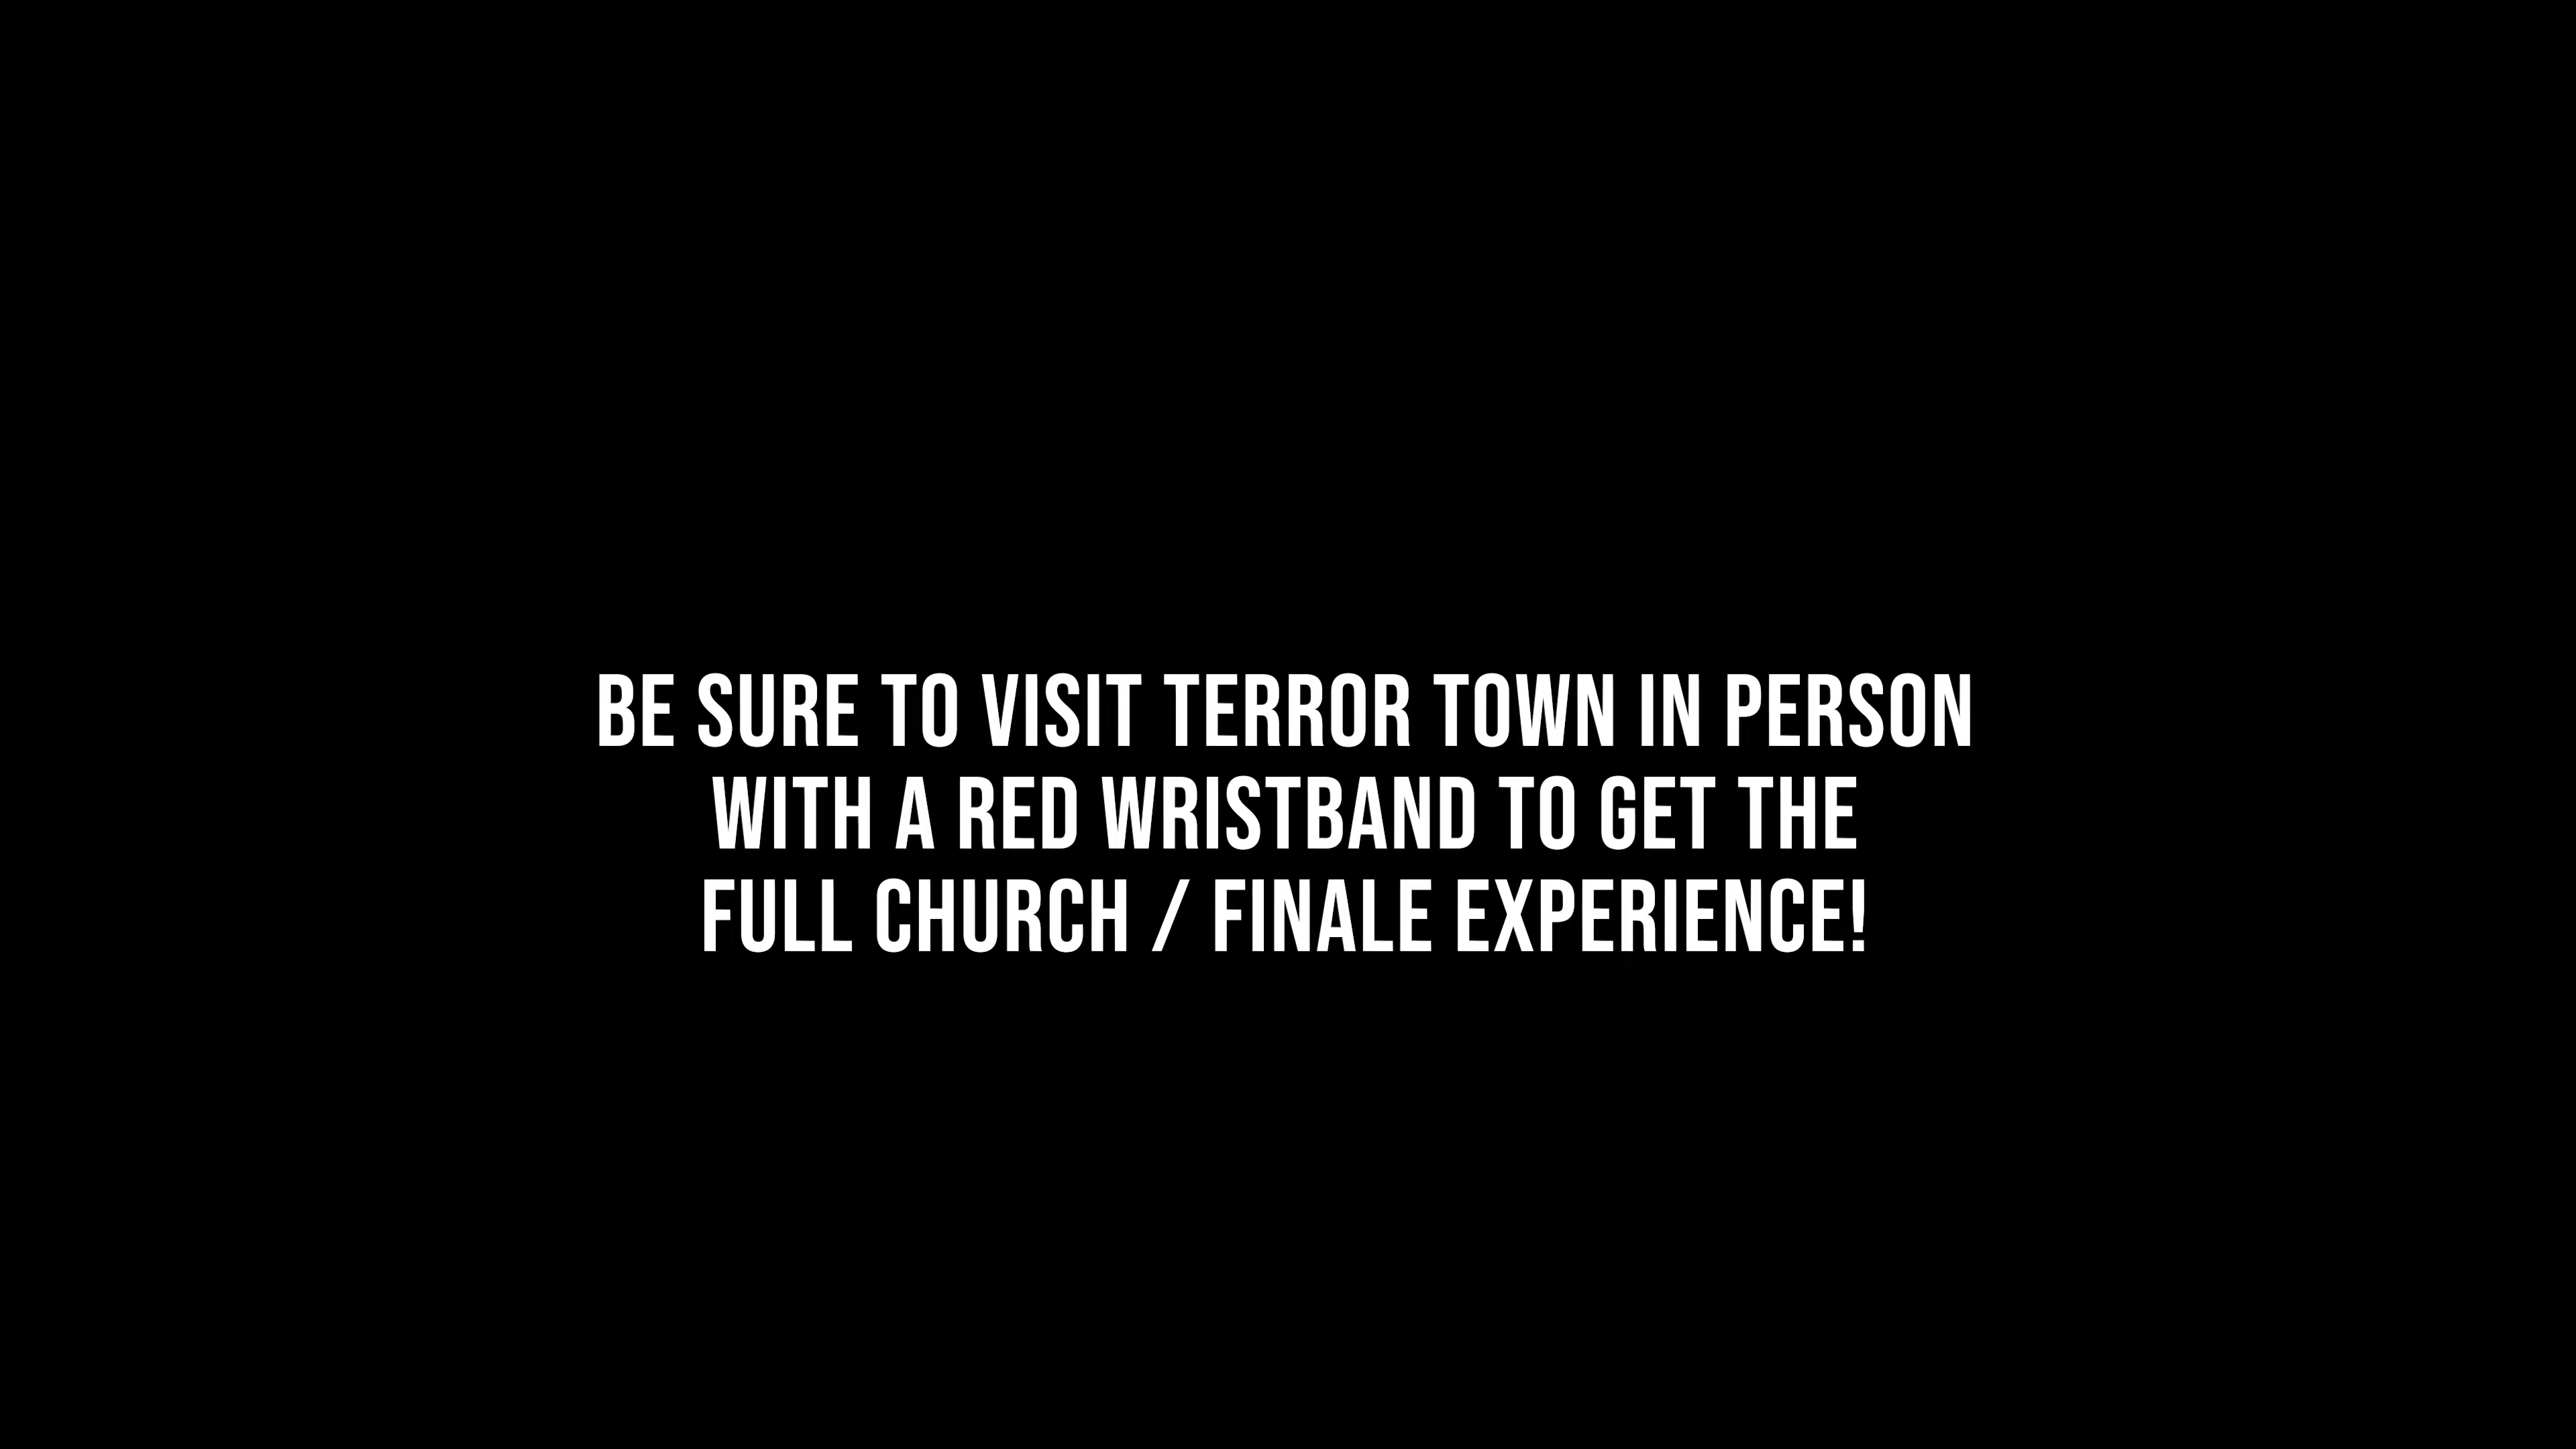 BE SURE TO VISIT TERROR TOWN IN PERSON
WITH A RED WRISTBAND TO GET THE
FULL CHURCH / FINALE EXPERIENCE!